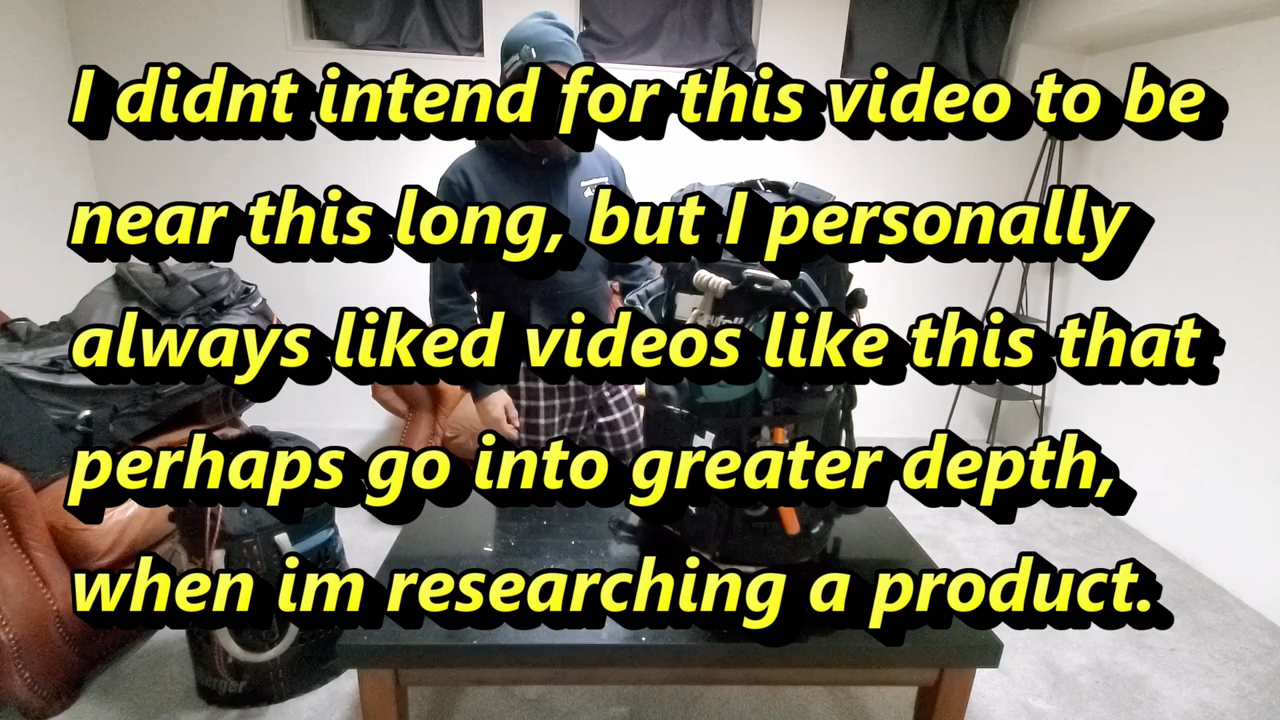 I didnt intend for this video to be
near this long, but I personally
always liked videos like this that
perhaps go into greater depth,
when im researching a product.